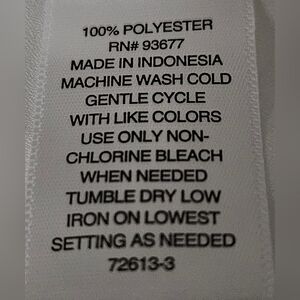 100% POLYESTER
RN# 93677
MADE IN INDONESIA
MACHINE WASH COLD
GENTLE CYCLE
WITH LIKE COLORS
USE ONLY NON-
CHLORINE BLEACH
WHEN NEEDED
TUMBLE DRY LOW
IRON ON LOWEST
SETTING AS NEEDED
72613-3